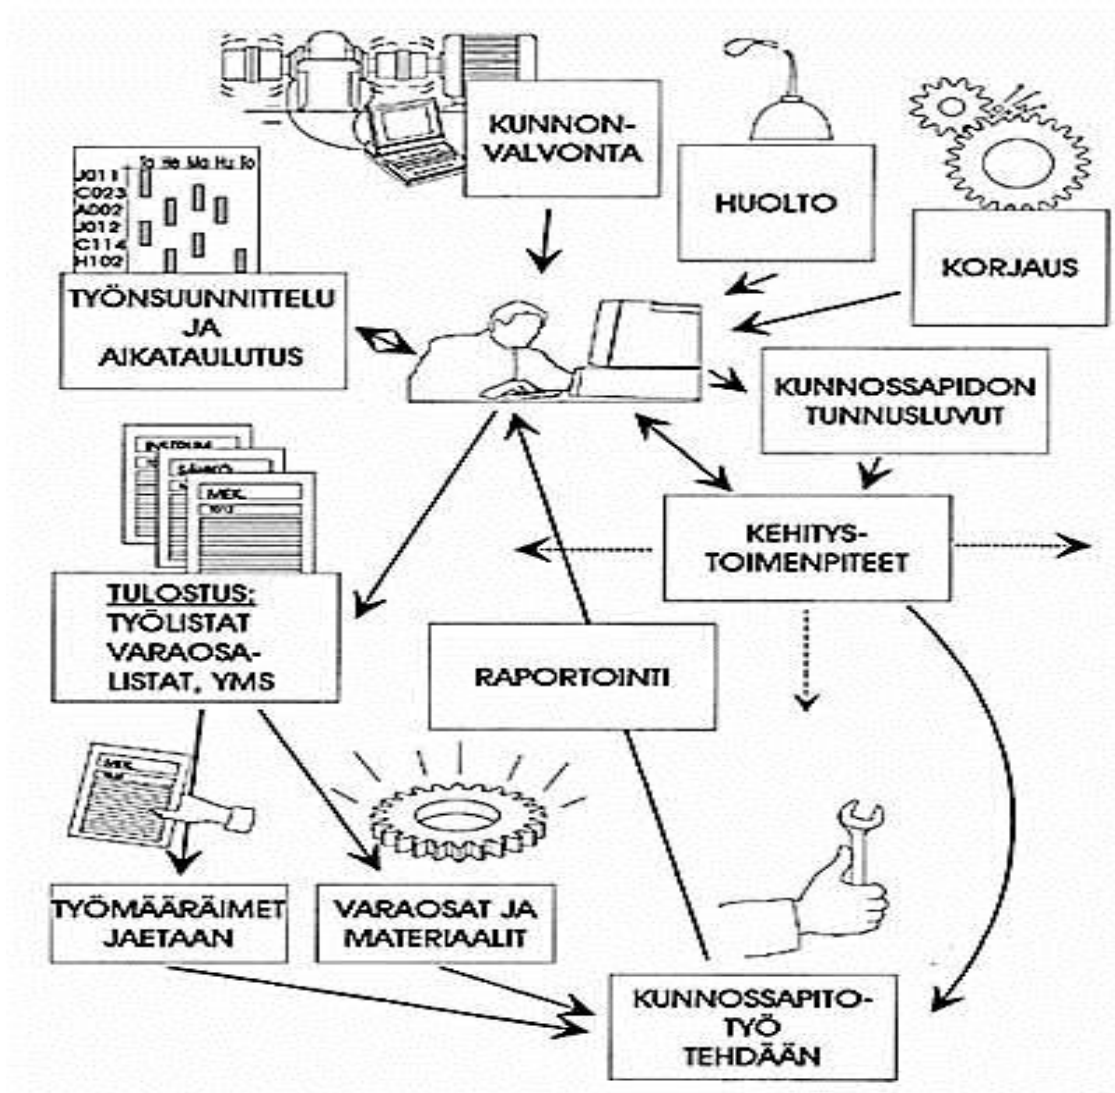 KUNNON-
VALVONTA
HUOLTO
KORJAUS
J011
C023
A002
J012
C114
H102
TYÖNSUUNNITTELU
JA
AIKATAULUTUS
KUNNOSSAPIDON
TUNNUSLUVUT
KEHITYS-
TOIMENPITEET
MEK.
TULOSTUS:
TYÖLISTAT
VARAOSA-
LISTAT, YMS
RAPORTOINTI
MEK.
TYÖMÄÄRÄIMET
JAETAAN
VARAOSAT JA
MATERIAALIT
KUNNOSSAPITO-
TYÖ
TEHDÄÄN